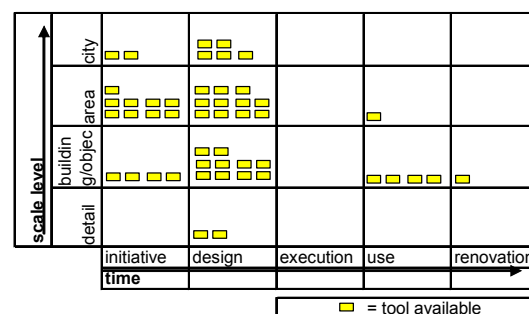 scale level
city
area
buildin
g/objec
detail
initiative design execution use renovation
time
= tool available